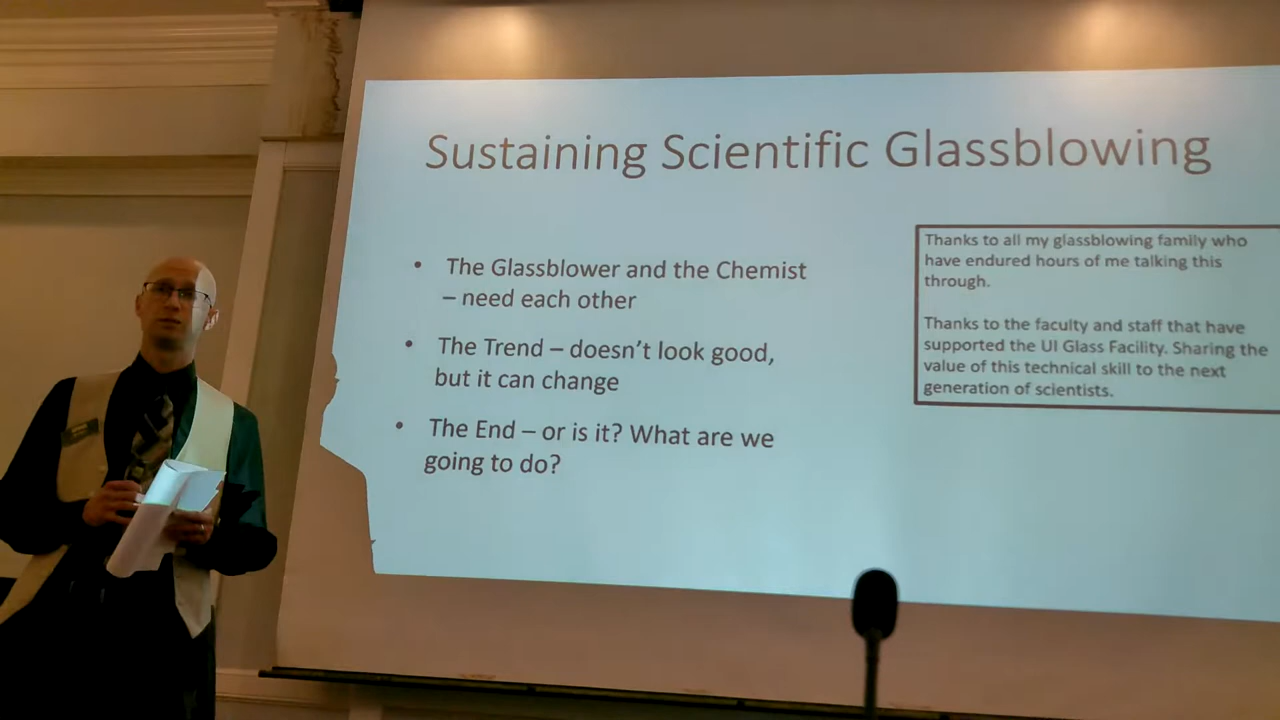 Sustaining Scientific Glassblowing
• The Glassblower and the Chemist
– need each other
• The Trend – doesn't look good,
but it can change
• The End – or is it? What are we
going to do?
Thanks to all my glassblowing family who
have endured hours of me talking this
through.
Thanks to the faculty and staff that have
supported the UI Glass Facility. Sharing the
value of this technical skill to the next
generation of scientists.